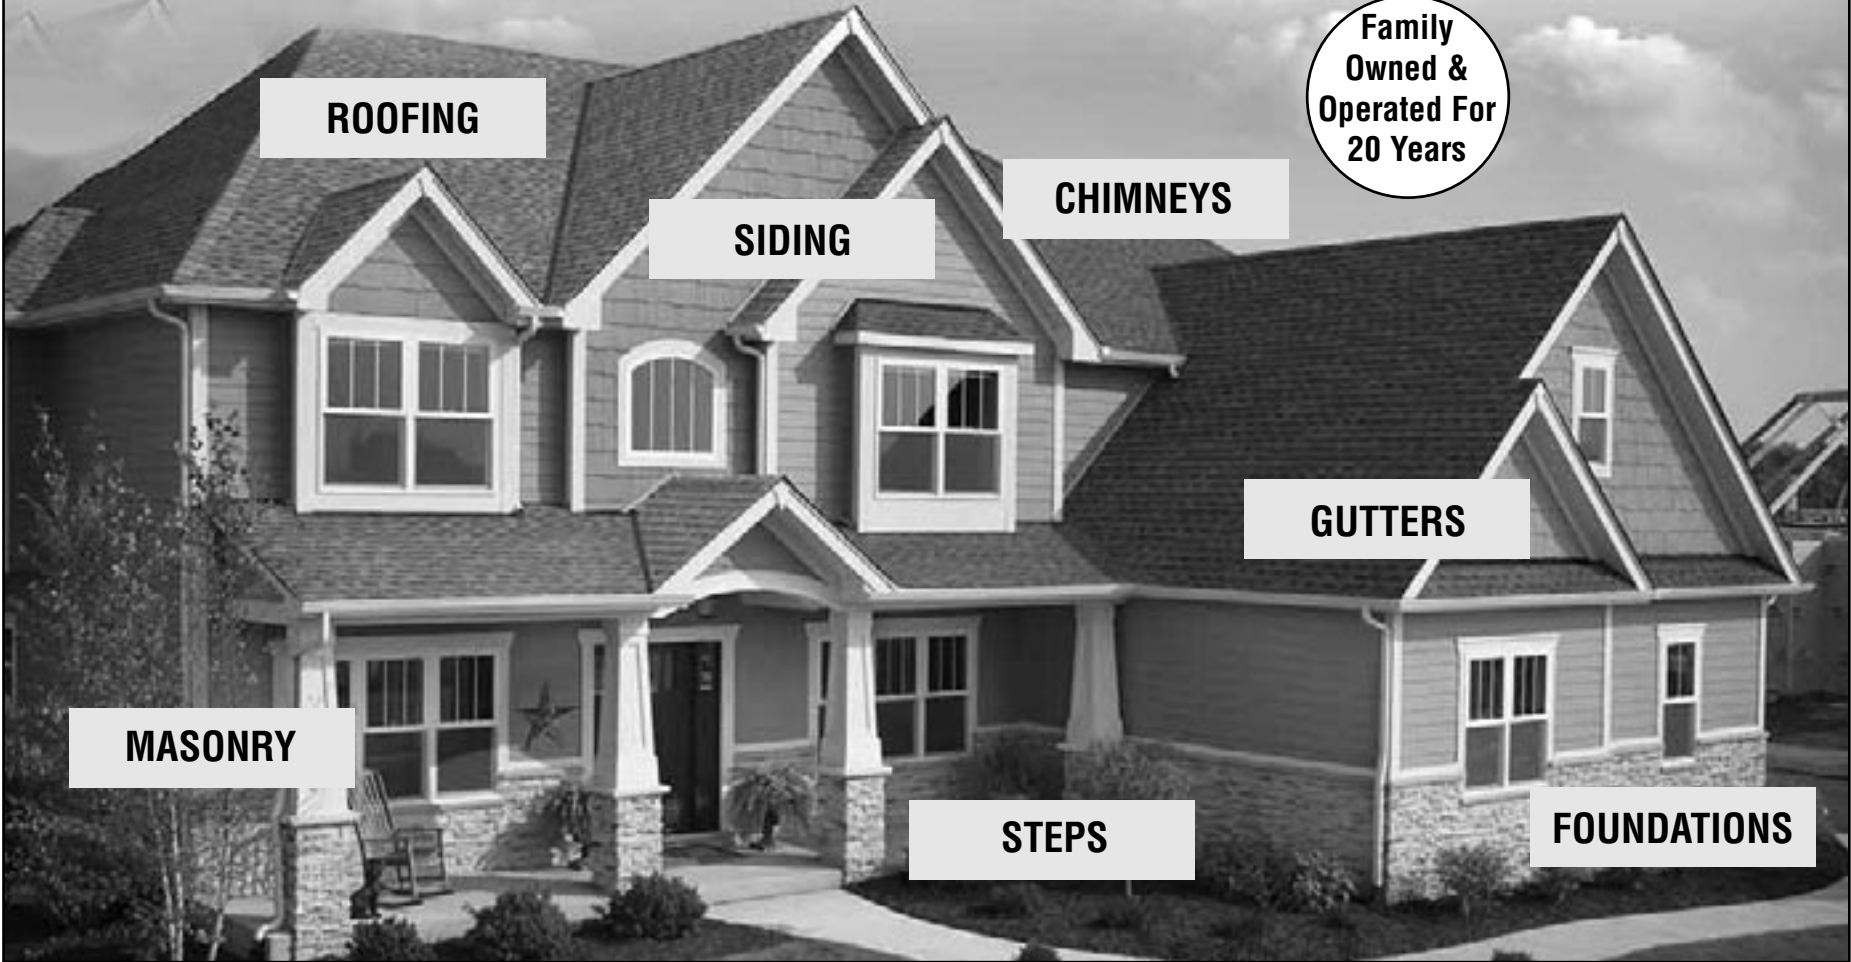 Family
Owned &
Operated For
20 Years
ROOFING
CHIMNEYS
SIDING
GUTTERS
MASONRY
STEPS
FOUNDATIONS